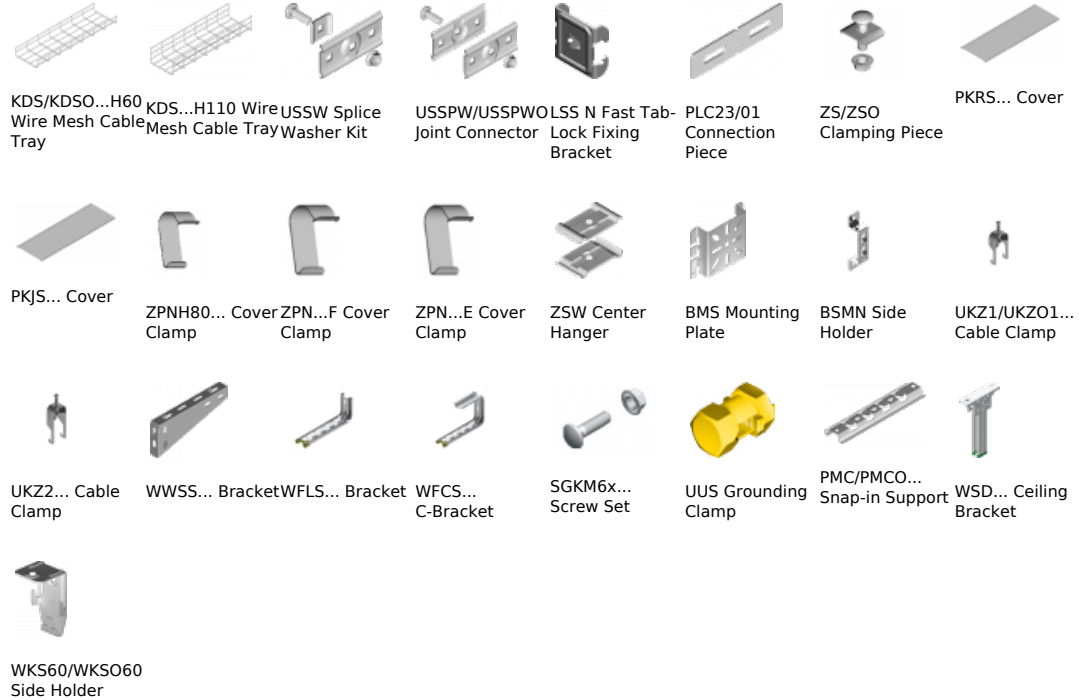 KDS/KDSO...H60
Wire Mesh Cable
Tray
KDS...H110 Wire
Mesh Cable Tray
USSW Splice
Washer Kit
USSPW/USSPWO
Joint Connector
LSS N Fast Tab-
Lock Fixing
Bracket
PLC23/01
Connection
Piece
ZS/ZSO
Clamping Piece
PKRS... Cover
PKJS... Cover
ZPNH80... Cover
Clamp
ZPN...F Cover
Clamp
ZPN...E Cover
Clamp
ZSW Center
Hanger
BMS Mounting
Plate
BSMN Side
Holder
UKZ1/UKZO1...
Cable Clamp
UKZ2... Cable
Clamp
WWSS... Bracket
WFLS... Bracket
WFCS...
C-Bracket
SGKM6x...
Screw Set
UUS Grounding
Clamp
PMC/PMCO...
Snap-in Support
WSD... Ceiling
Bracket
WKS60/WKSO60
Side Holder